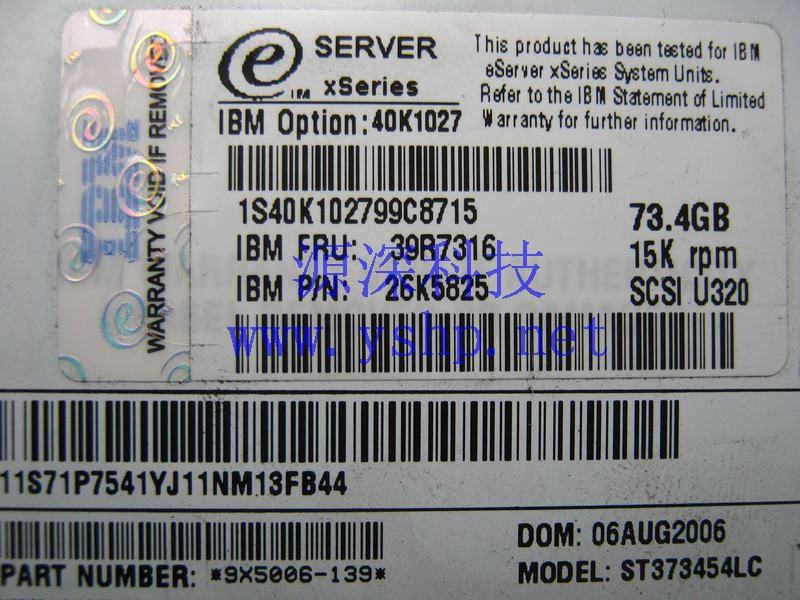 WARRANTY VOID IF REMOVED
IBM
e SERVER
xSeries
IBM Option: 40K1027
This product has been tested for IBM
eServer xSeries System Units.
Refer to the IBM Statement of Limited
Warranty for further information.
1S40K102799C8715
IBM FRU: 39R7316
IBM P/N: 26K5825
73.4GB
15K rpm
SCSI U320
源深科技
www.yshp.net
11S71P7541YJ11NM13FB44
PART NUMBER: *9X5006-139*
DOM: 06AUG2006
MODEL: ST373454LC